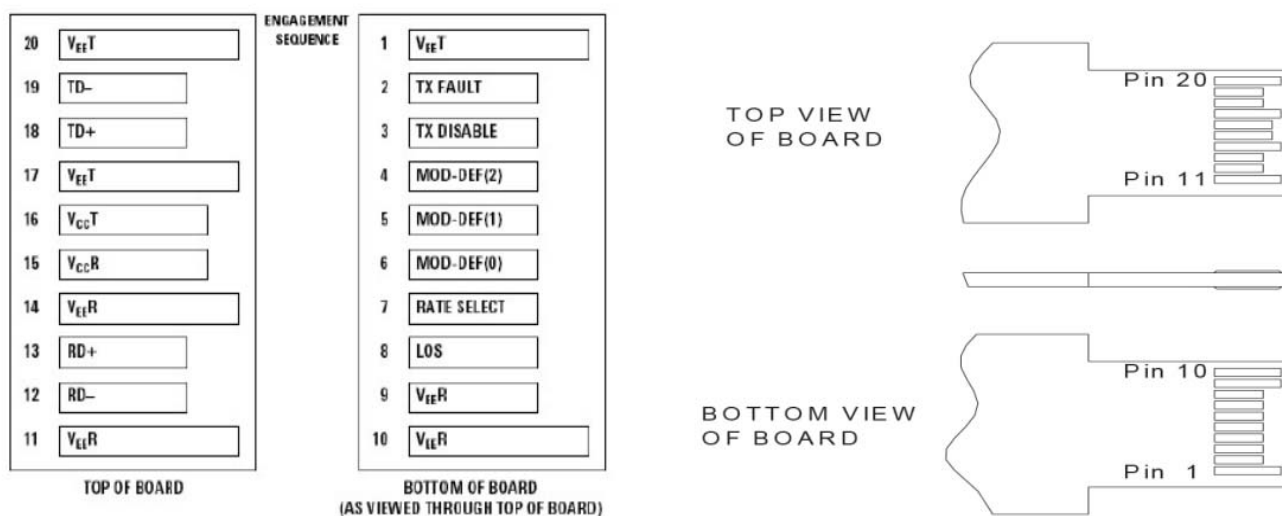 ENGAGEMENT
SEQUENCE
20 VEET
19 TD–
18 TD+
17 VEET
16 VCCT
15 VCCR
14 VEER
13 RD+
12 RD–
11 VEER
TOP OF BOARD
1 VEET
2 TX FAULT
3 TX DISABLE
4 MOD-DEF(2)
5 MOD-DEF(1)
6 MOD-DEF(0)
7 RATE SELECT
8 LOS
9 VEER
10 VEER
BOTTOM OF BOARD
(AS VIEWED THROUGH TOP OF BOARD)
TOP VIEW
OF BOARD
Pin 20
Pin 11
BOTTOM VIEW
OF BOARD
Pin 10
Pin 1